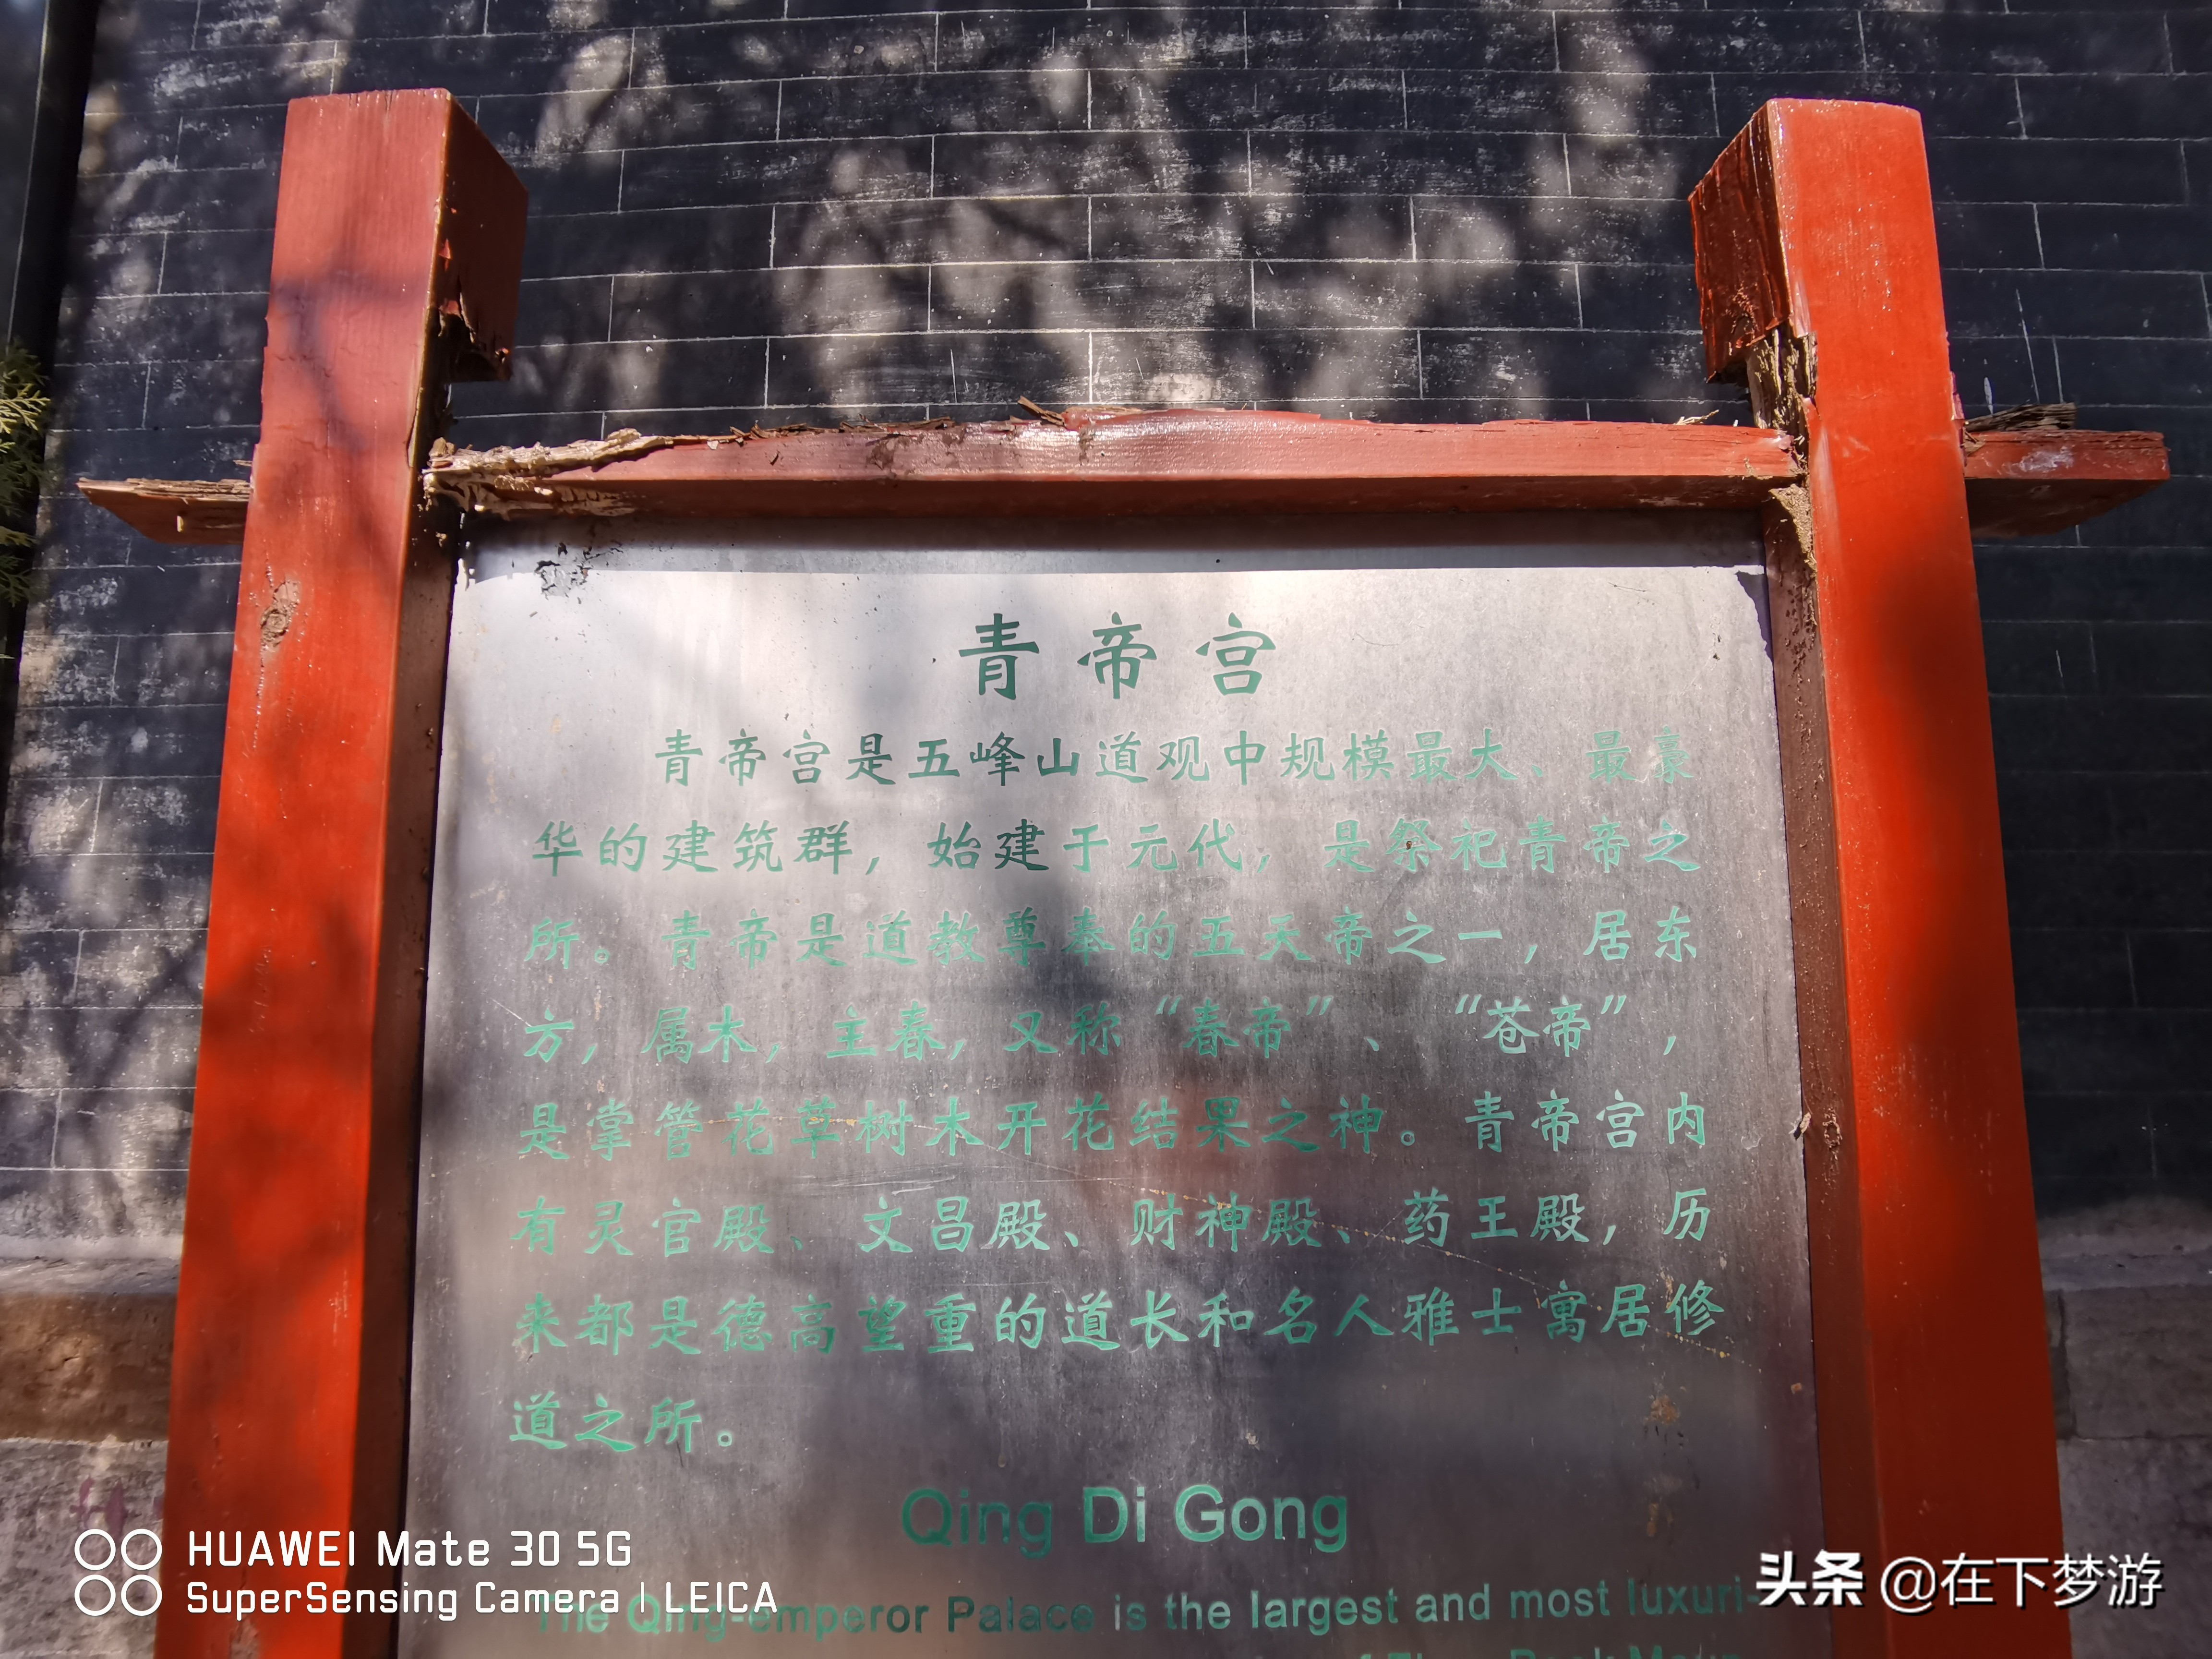 青帝宫
青帝宫是五峰山道观中规模最大、最豪
华的建筑群，始建于元代，是祭祀青帝之
所。青帝是道教尊奉的五天帝之一，居东
方，属木，主春，又称“春帝”、“苍帝”，
是掌管花草树木开花结果之神。青帝宫内
有灵官殿、文昌殿、财神殿、药王殿，历
来都是德高望重的道长和名人雅士寓居修
道之所。
Qing Di Gong
The Qing-emperor Palace is the largest and most luxuri-
HUAWEI Mate 30 5G
SuperSensing Camera | LEICA
头条 @在下梦游